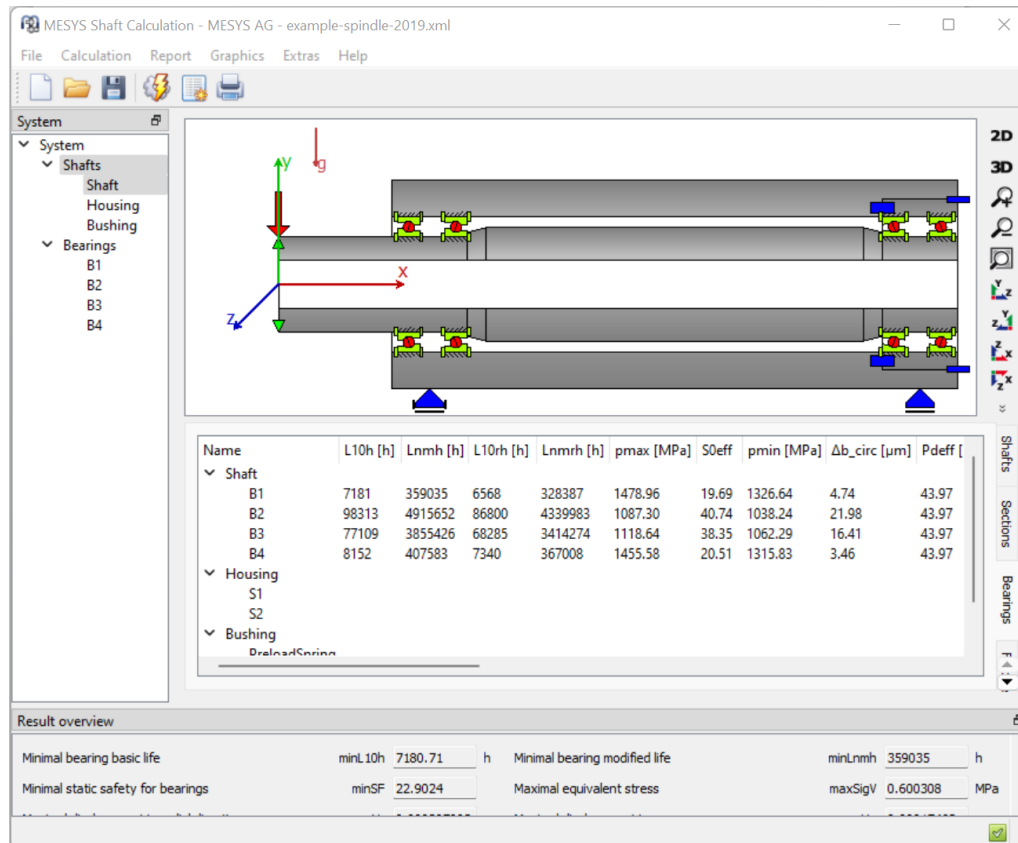 MESYS Shaft Calculation - MESYS AG - example-spindle-2019.xml
File Calculation Report Graphics Extras Help
System
System
Shafts
Shaft
Housing
Bushing
Bearings
B1
B2
B3
B4
y
g
x
z
2D
3D
Y z
z Y
z x
z x
Shafts
Sections
Bearings
Name L10h [h] Lnmh [h] L10rh [h] Lnmrh [h] pmax [MPa] S0eff pmin [MPa] Δb_circ [µm] Pdeff [
Shaft
B1 7181 359035 6568 328387 1478.96 19.69 1326.64 4.74 43.97
B2 98313 4915652 86800 4339983 1087.30 40.74 1038.24 21.98 43.97
B3 77109 3855426 68285 3414274 1118.64 38.35 1062.29 16.41 43.97
B4 8152 407583 7340 367008 1455.58 20.51 1315.83 3.46 43.97
Housing
S1
S2
Bushing
PreloadSpring
Result overview
Minimal bearing basic life minL10h 7180.71 h Minimal bearing modified life minLnmh 359035 h
Minimal static safety for bearings minSF 22.9024 Maximal equivalent stress maxSigV 0.600308 MPa